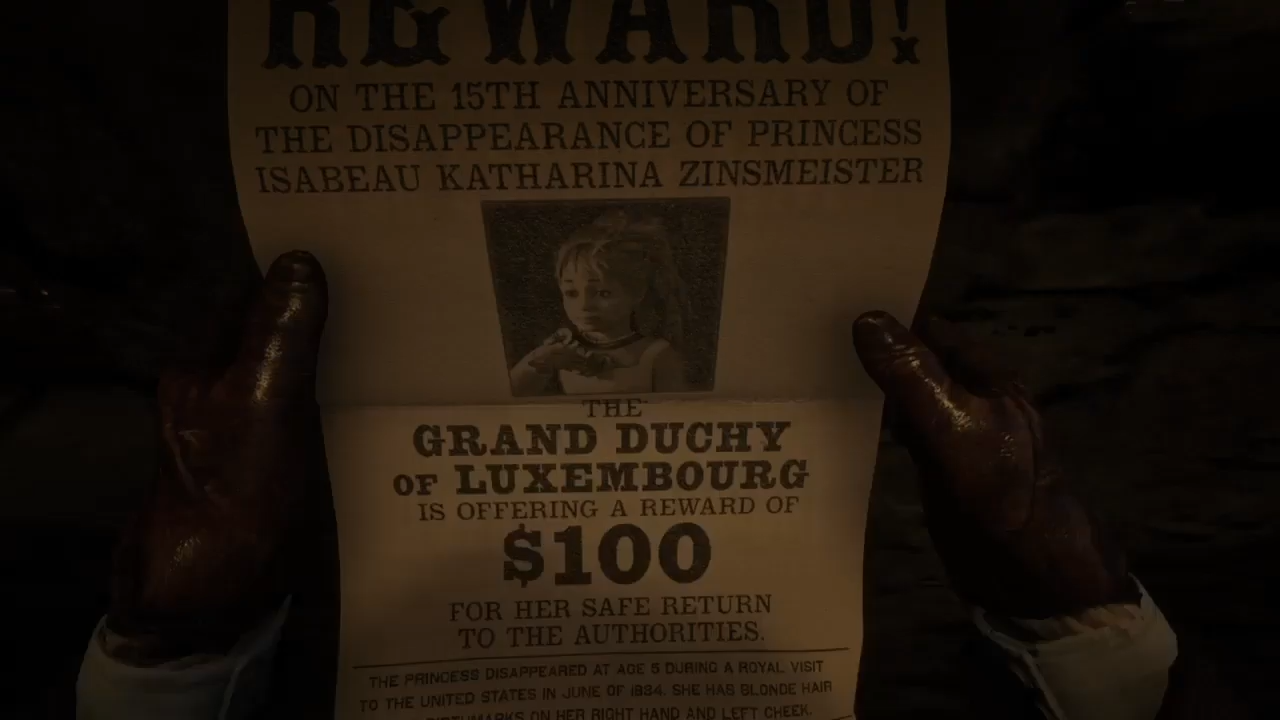 REWARD!
ON THE 15TH ANNIVERSARY OF
THE DISAPPEARANCE OF PRINCESS
ISABEAU KATHARINA ZINSMEISTER
THE
GRAND DUCHY
OF LUXEMBOURG
IS OFFERING A REWARD OF
$100
FOR HER SAFE RETURN
TO THE AUTHORITIES.
THE PRINCESS DISAPPEARED AT AGE 5 DURING A ROYAL VISIT
TO THE UNITED STATES IN JUNE OF 1884. SHE HAS BLONDE HAIR
BIRTHMARKS ON HER RIGHT HAND AND LEFT CHEEK.